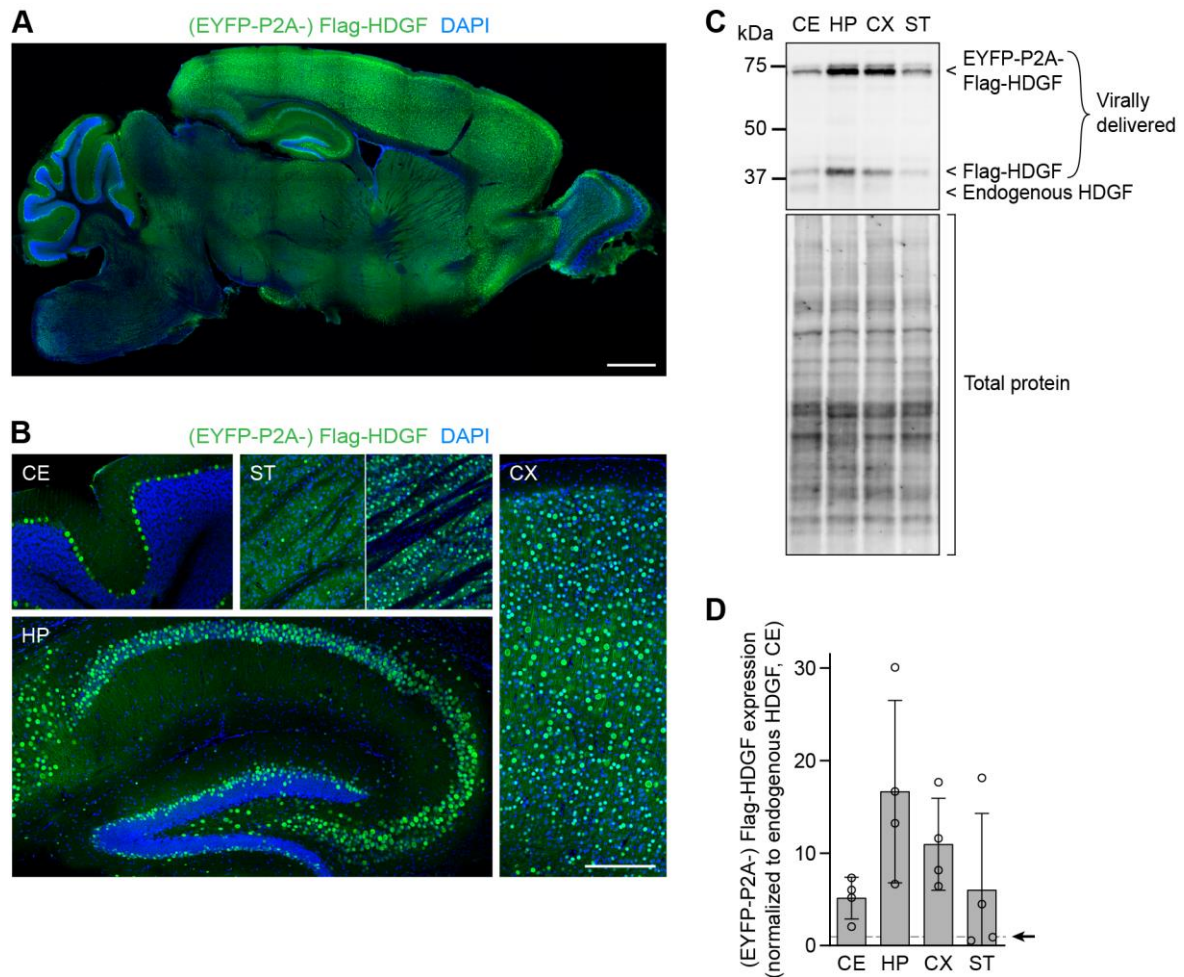 A
(EYFP-P2A-) Flag-HDGF DAPI
B
(EYFP-P2A-) Flag-HDGF DAPI
CE
ST
CX
HP
C
kDa
CE HP CX ST
75
50
37
< EYFP-P2A-
Flag-HDGF
< Flag-HDGF
< Endogenous HDGF
Virally
delivered
Total protein
D
(EYFP-P2A-) Flag-HDGF expression
(normalized to endogenous HDGF, CE)
30
20
10
0
CE HP CX ST